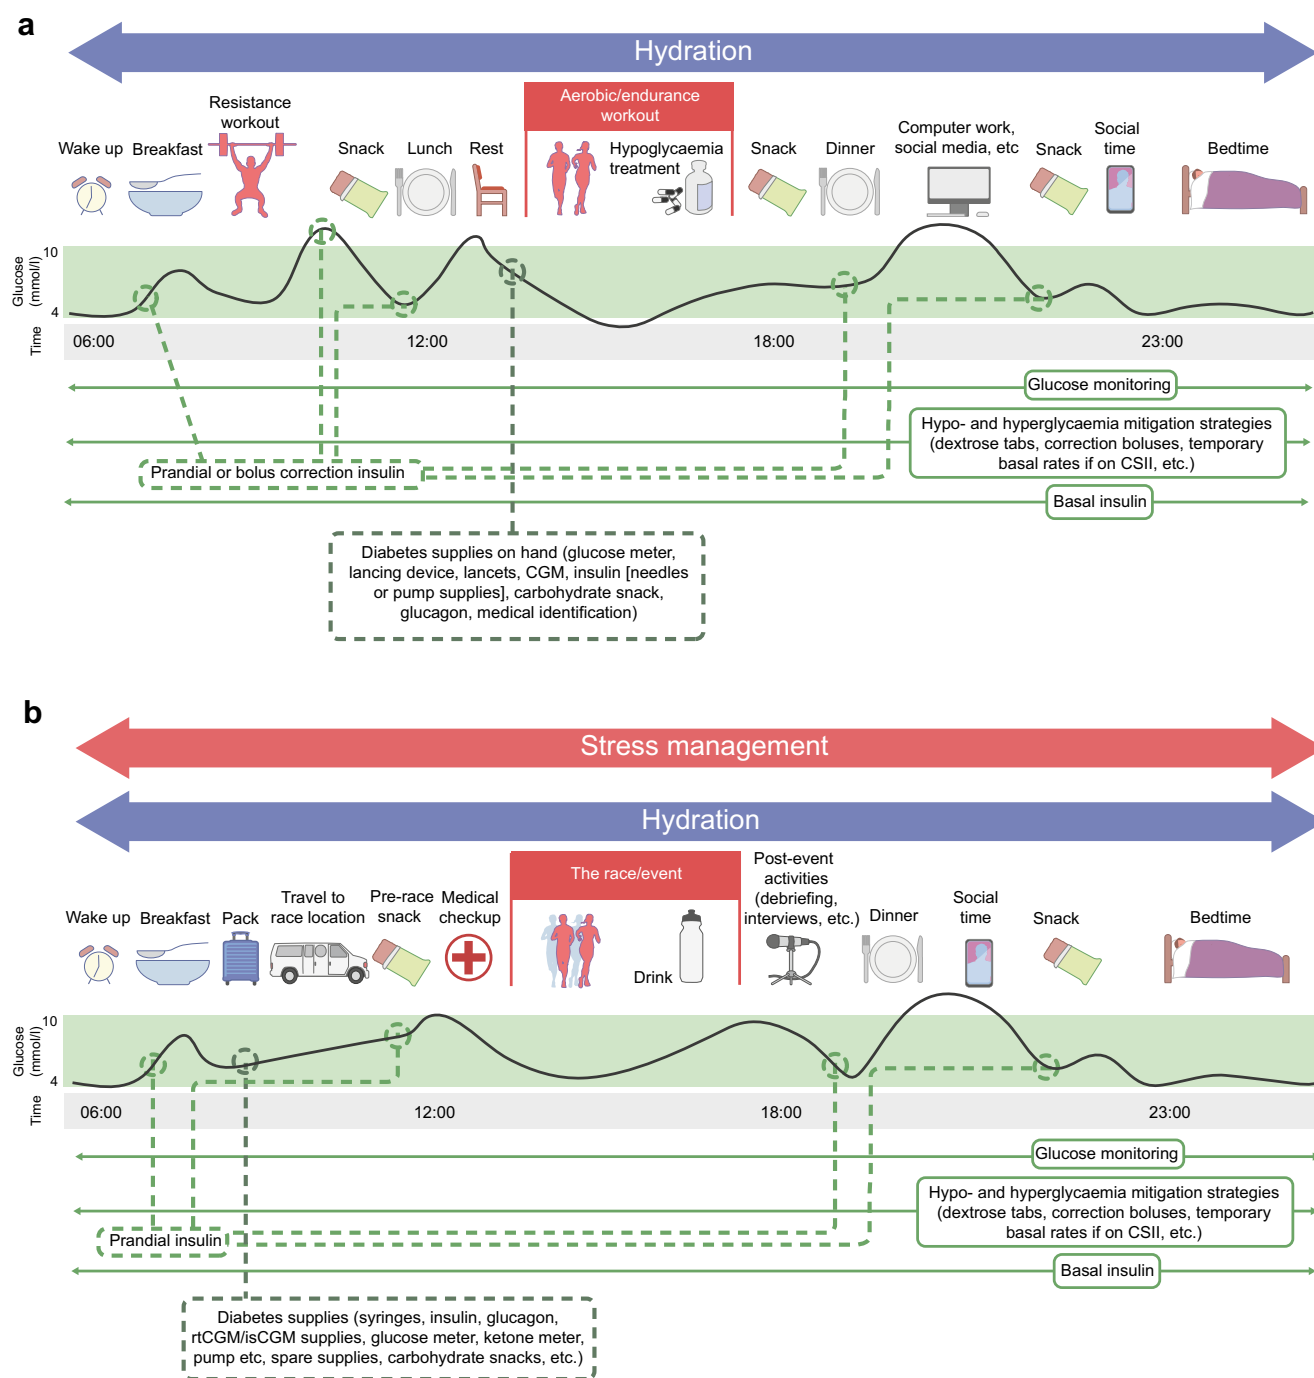 a
Hydration
Resistance
workout
Aerobic/endurance
workout
Wake up
Breakfast
Snack
Lunch
Rest
Hypoglycaemia
treatment
Snack
Dinner
Computer work,
social media, etc
Snack
Social
time
Bedtime
Glucose
(mmol/l)
10
4
Time
06:00
12:00
18:00
23:00
Glucose monitoring
Hypo- and hyperglycaemia mitigation strategies
(dextrose tabs, correction boluses, temporary
basal rates if on CSII, etc.)
Prandial or bolus correction insulin
Basal insulin
Diabetes supplies on hand (glucose meter,
lancing device, lancets, CGM, insulin [needles
or pump supplies], carbohydrate snack,
glucagon, medical identification)
b
Stress management
Hydration
Wake up
Breakfast
Pack
Travel to
race location
Pre-race
snack
Medical
checkup
The race/event
Drink
Post-event
activities
(debriefing,
interviews, etc.)
Dinner
Social
time
Snack
Bedtime
Glucose
(mmol/l)
10
4
Time
06:00
12:00
18:00
23:00
Glucose monitoring
Hypo- and hyperglycaemia mitigation strategies
(dextrose tabs, correction boluses, temporary
basal rates if on CSII, etc.)
Prandial insulin
Basal insulin
Diabetes supplies (syringes, insulin, glucagon,
rtCGM/isCGM supplies, glucose meter, ketone meter,
pump etc, spare supplies, carbohydrate snacks, etc.)